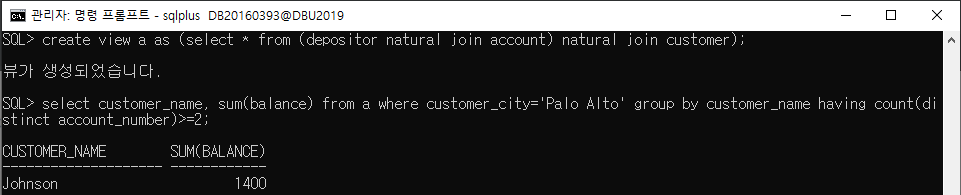 관리자: 명령 프롬프트 - sqlplus DB20160393@DBU2019
SQL> create view a as (select * from (depositor natural join account) natural join customer);
뷰가 생성되었습니다.
SQL> select customer_name, sum(balance) from a where customer_city='Palo Alto' group by customer_name having count(di
stinct account_number)>=2;
CUSTOMER_NAME        SUM(BALANCE)
-------------------- ------------
Johnson                      1400